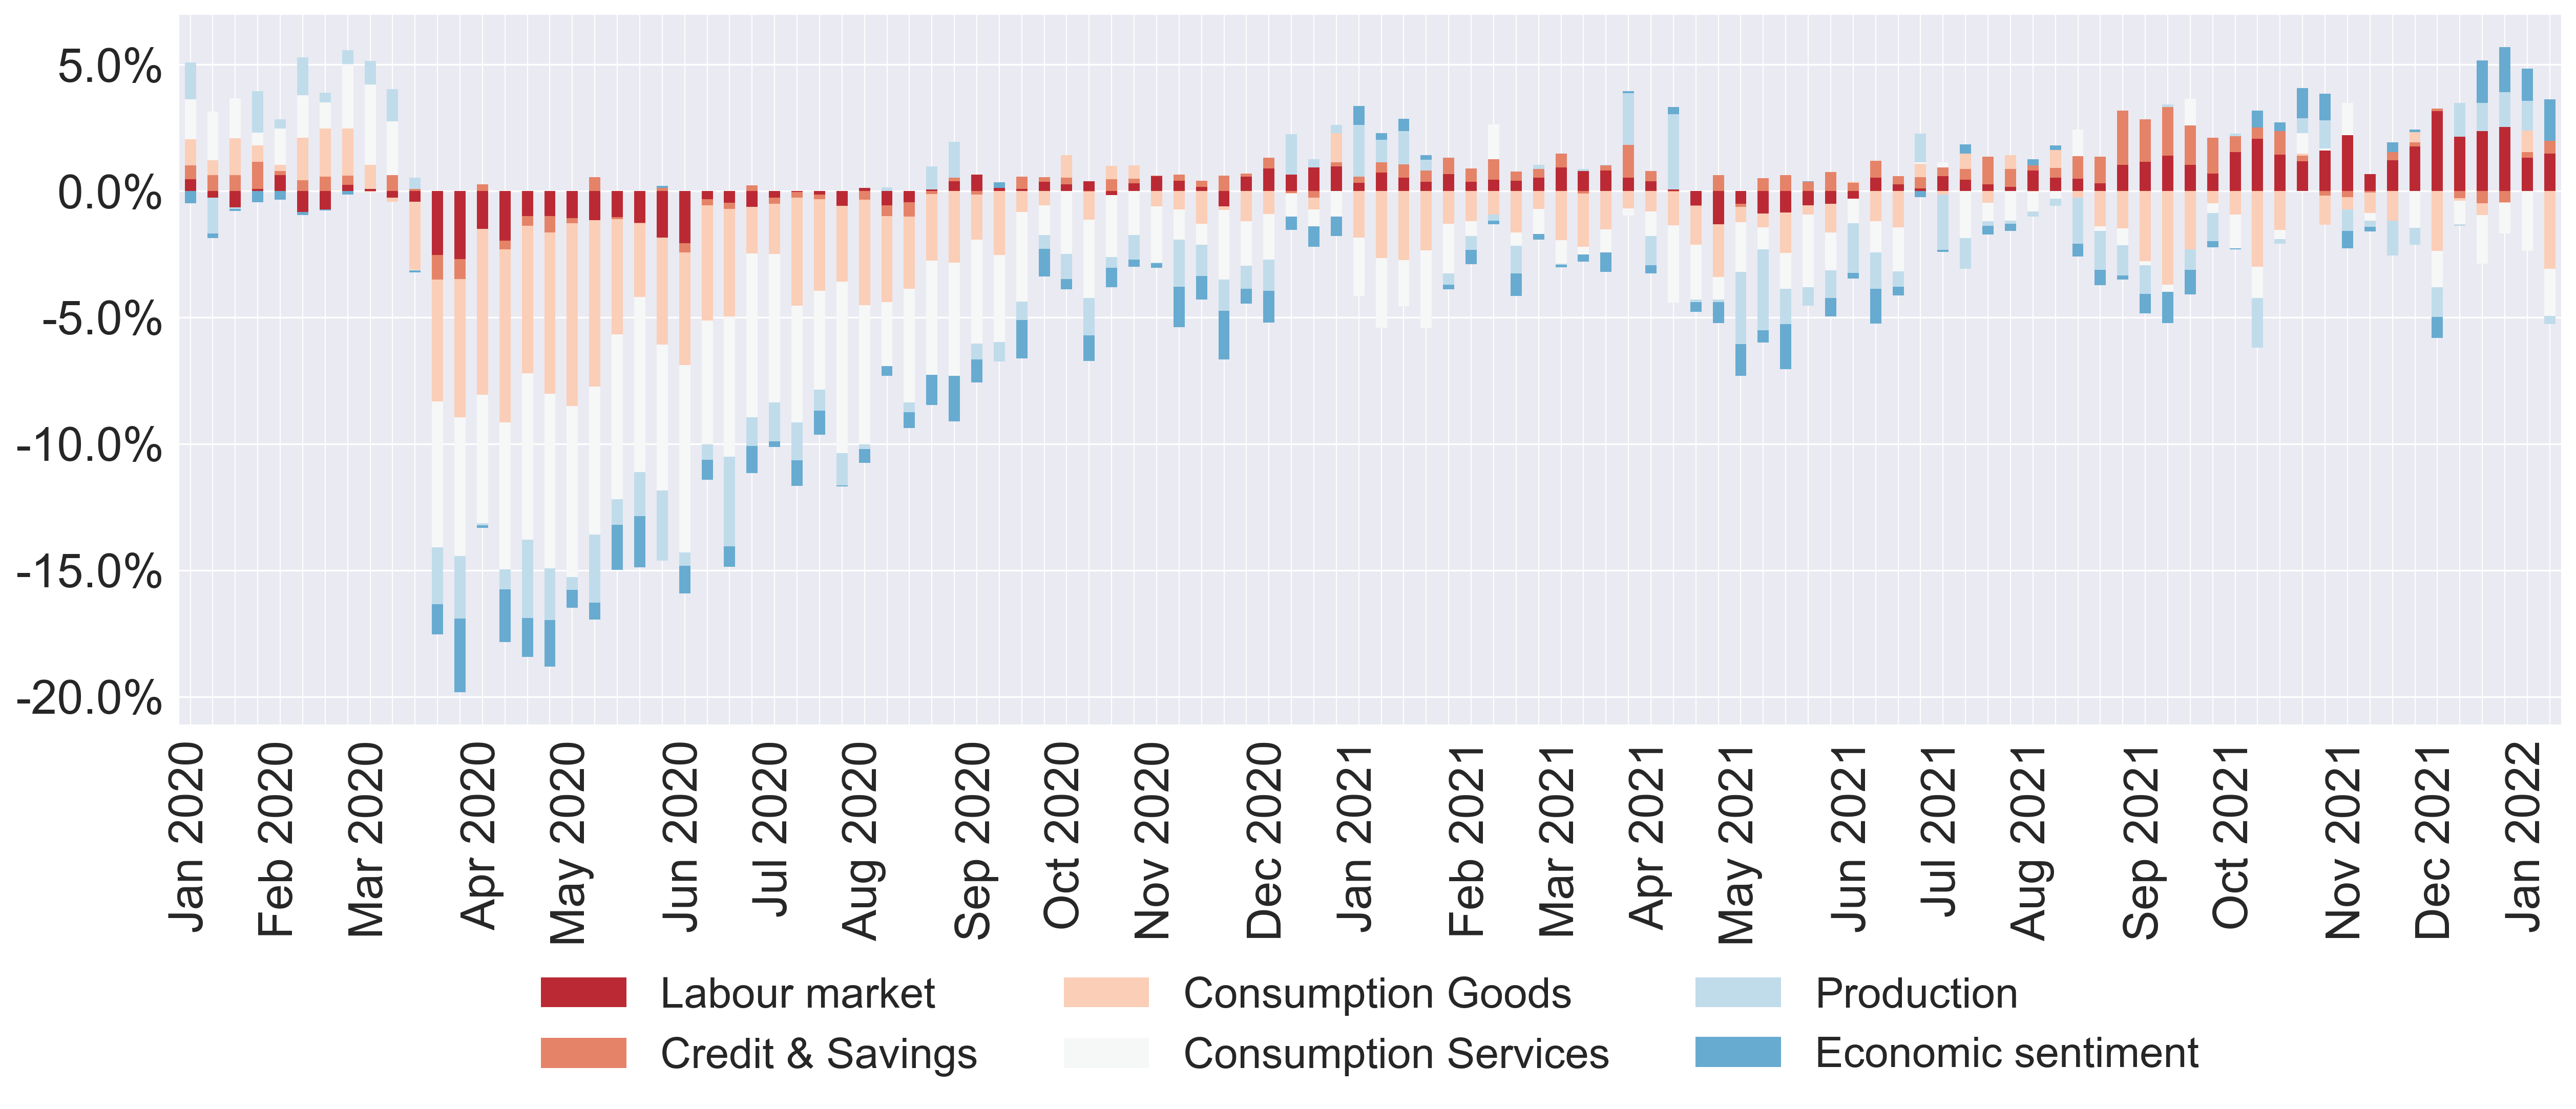 5.0%
0.0%
-5.0%
-10.0%
-15.0%
-20.0%
Jan 2020
Feb 2020
Mar 2020
Apr 2020
May 2020
Jun 2020
Jul 2020
Aug 2020
Sep 2020
Oct 2020
Nov 2020
Dec 2020
Jan 2021
Feb 2021
Mar 2021
Apr 2021
May 2021
Jun 2021
Jul 2021
Aug 2021
Sep 2021
Oct 2021
Nov 2021
Dec 2021
Jan 2022
Labour market
Consumption Goods
Production
Credit & Savings
Consumption Services
Economic sentiment